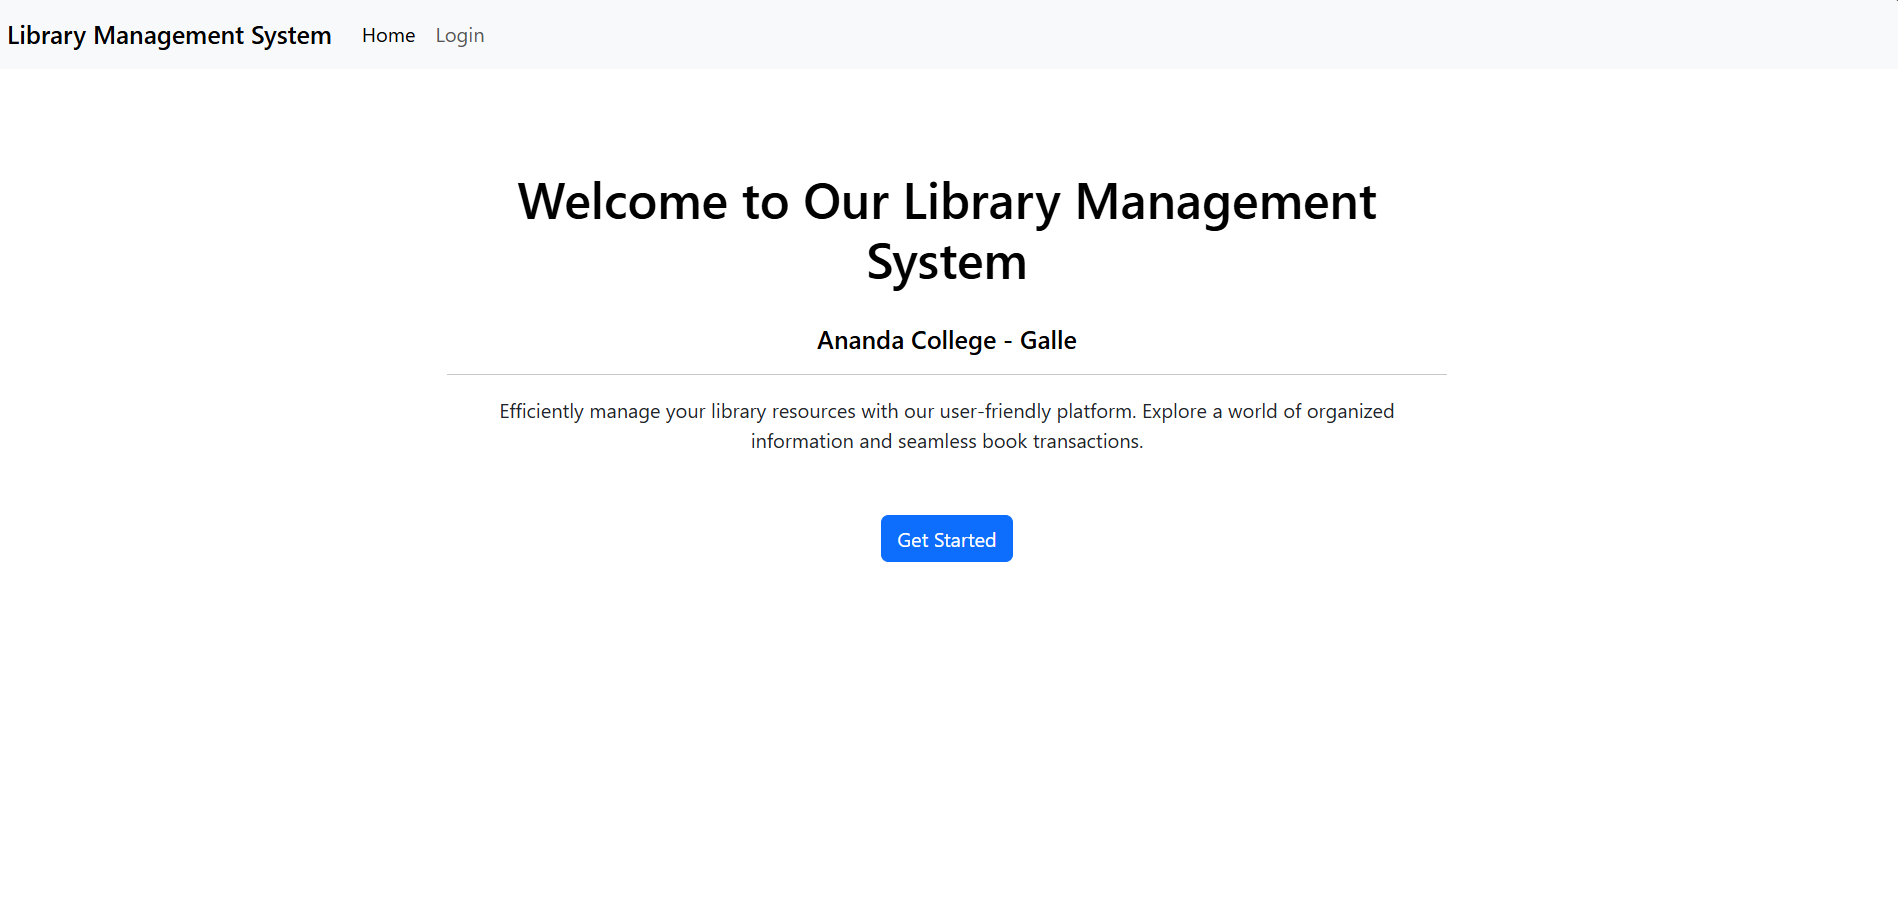 Library Management System Home Login
Welcome to Our Library Management
System
Ananda College - Galle
Efficiently manage your library resources with our user-friendly platform. Explore a world of organized
information and seamless book transactions.
Get Started